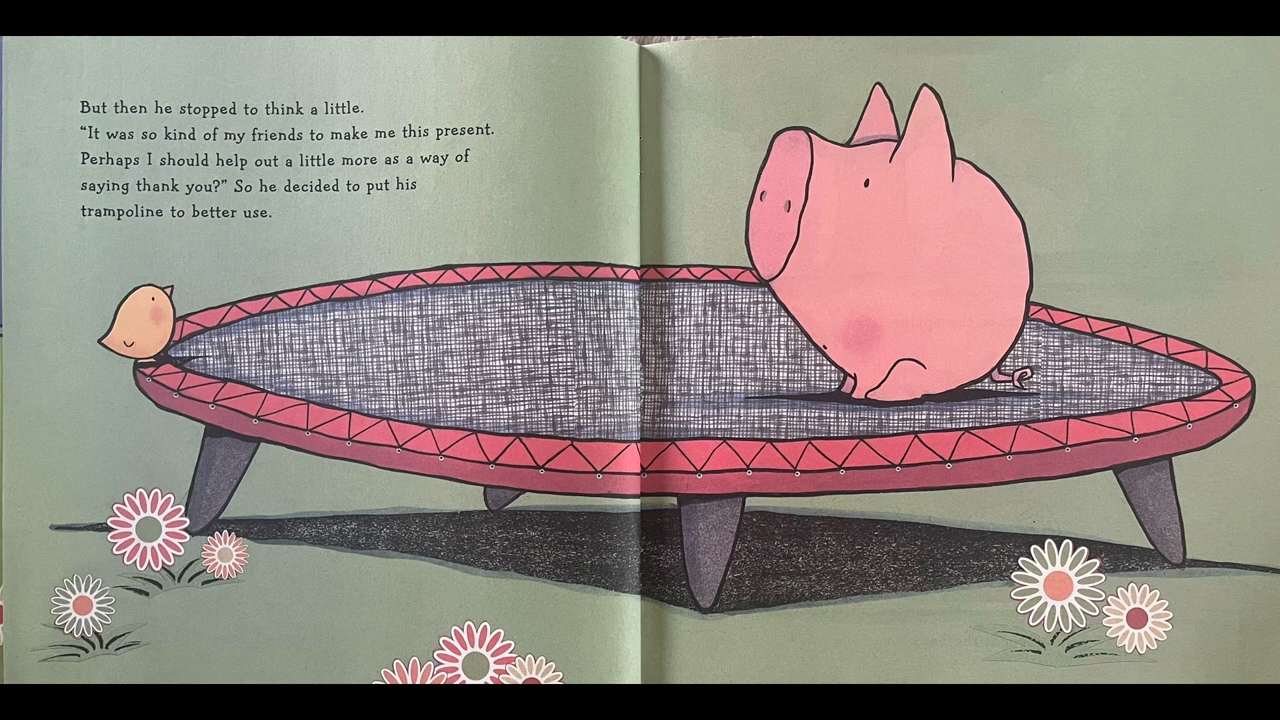 But then he stopped to think a little.
“It was so kind of my friends to make me this present.
Perhaps I should help out a little more as a way of
saying thank you?” So he decided to put his
trampoline to better use.